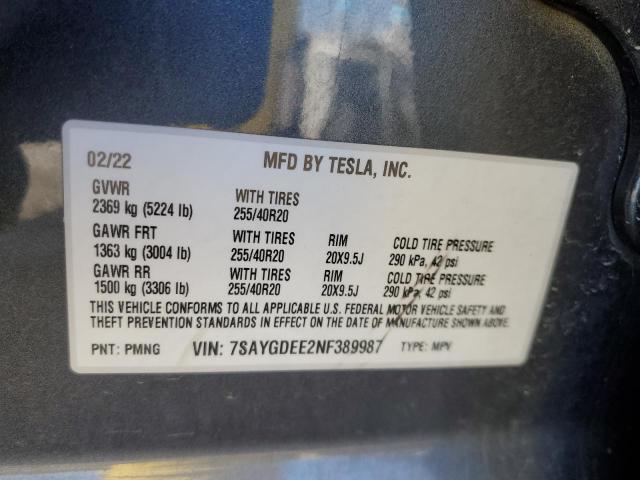 02/22 MFD BY TESLA, INC.
GVWR
2369 kg (5224 lb) WITH TIRES 255/40R20
GAWR FRT
1363 kg (3004 lb) WITH TIRES 255/40R20 RIM 20X9.5J COLD TIRE PRESSURE 290 kPa, 42 psi
GAWR RR
1500 kg (3306 lb) WITH TIRES 255/40R20 RIM 20X9.5J COLD TIRE PRESSURE 290 kPa, 42 psi
THIS VEHICLE CONFORMS TO ALL APPLICABLE U.S. FEDERAL MOTOR VEHICLE SAFETY AND
THEFT PREVENTION STANDARDS IN EFFECT ON THE DATE OF MANUFACTURE SHOWN ABOVE.
PNT: PMNG VIN: 7SAYGDEE2NF389987 TYPE: MPV